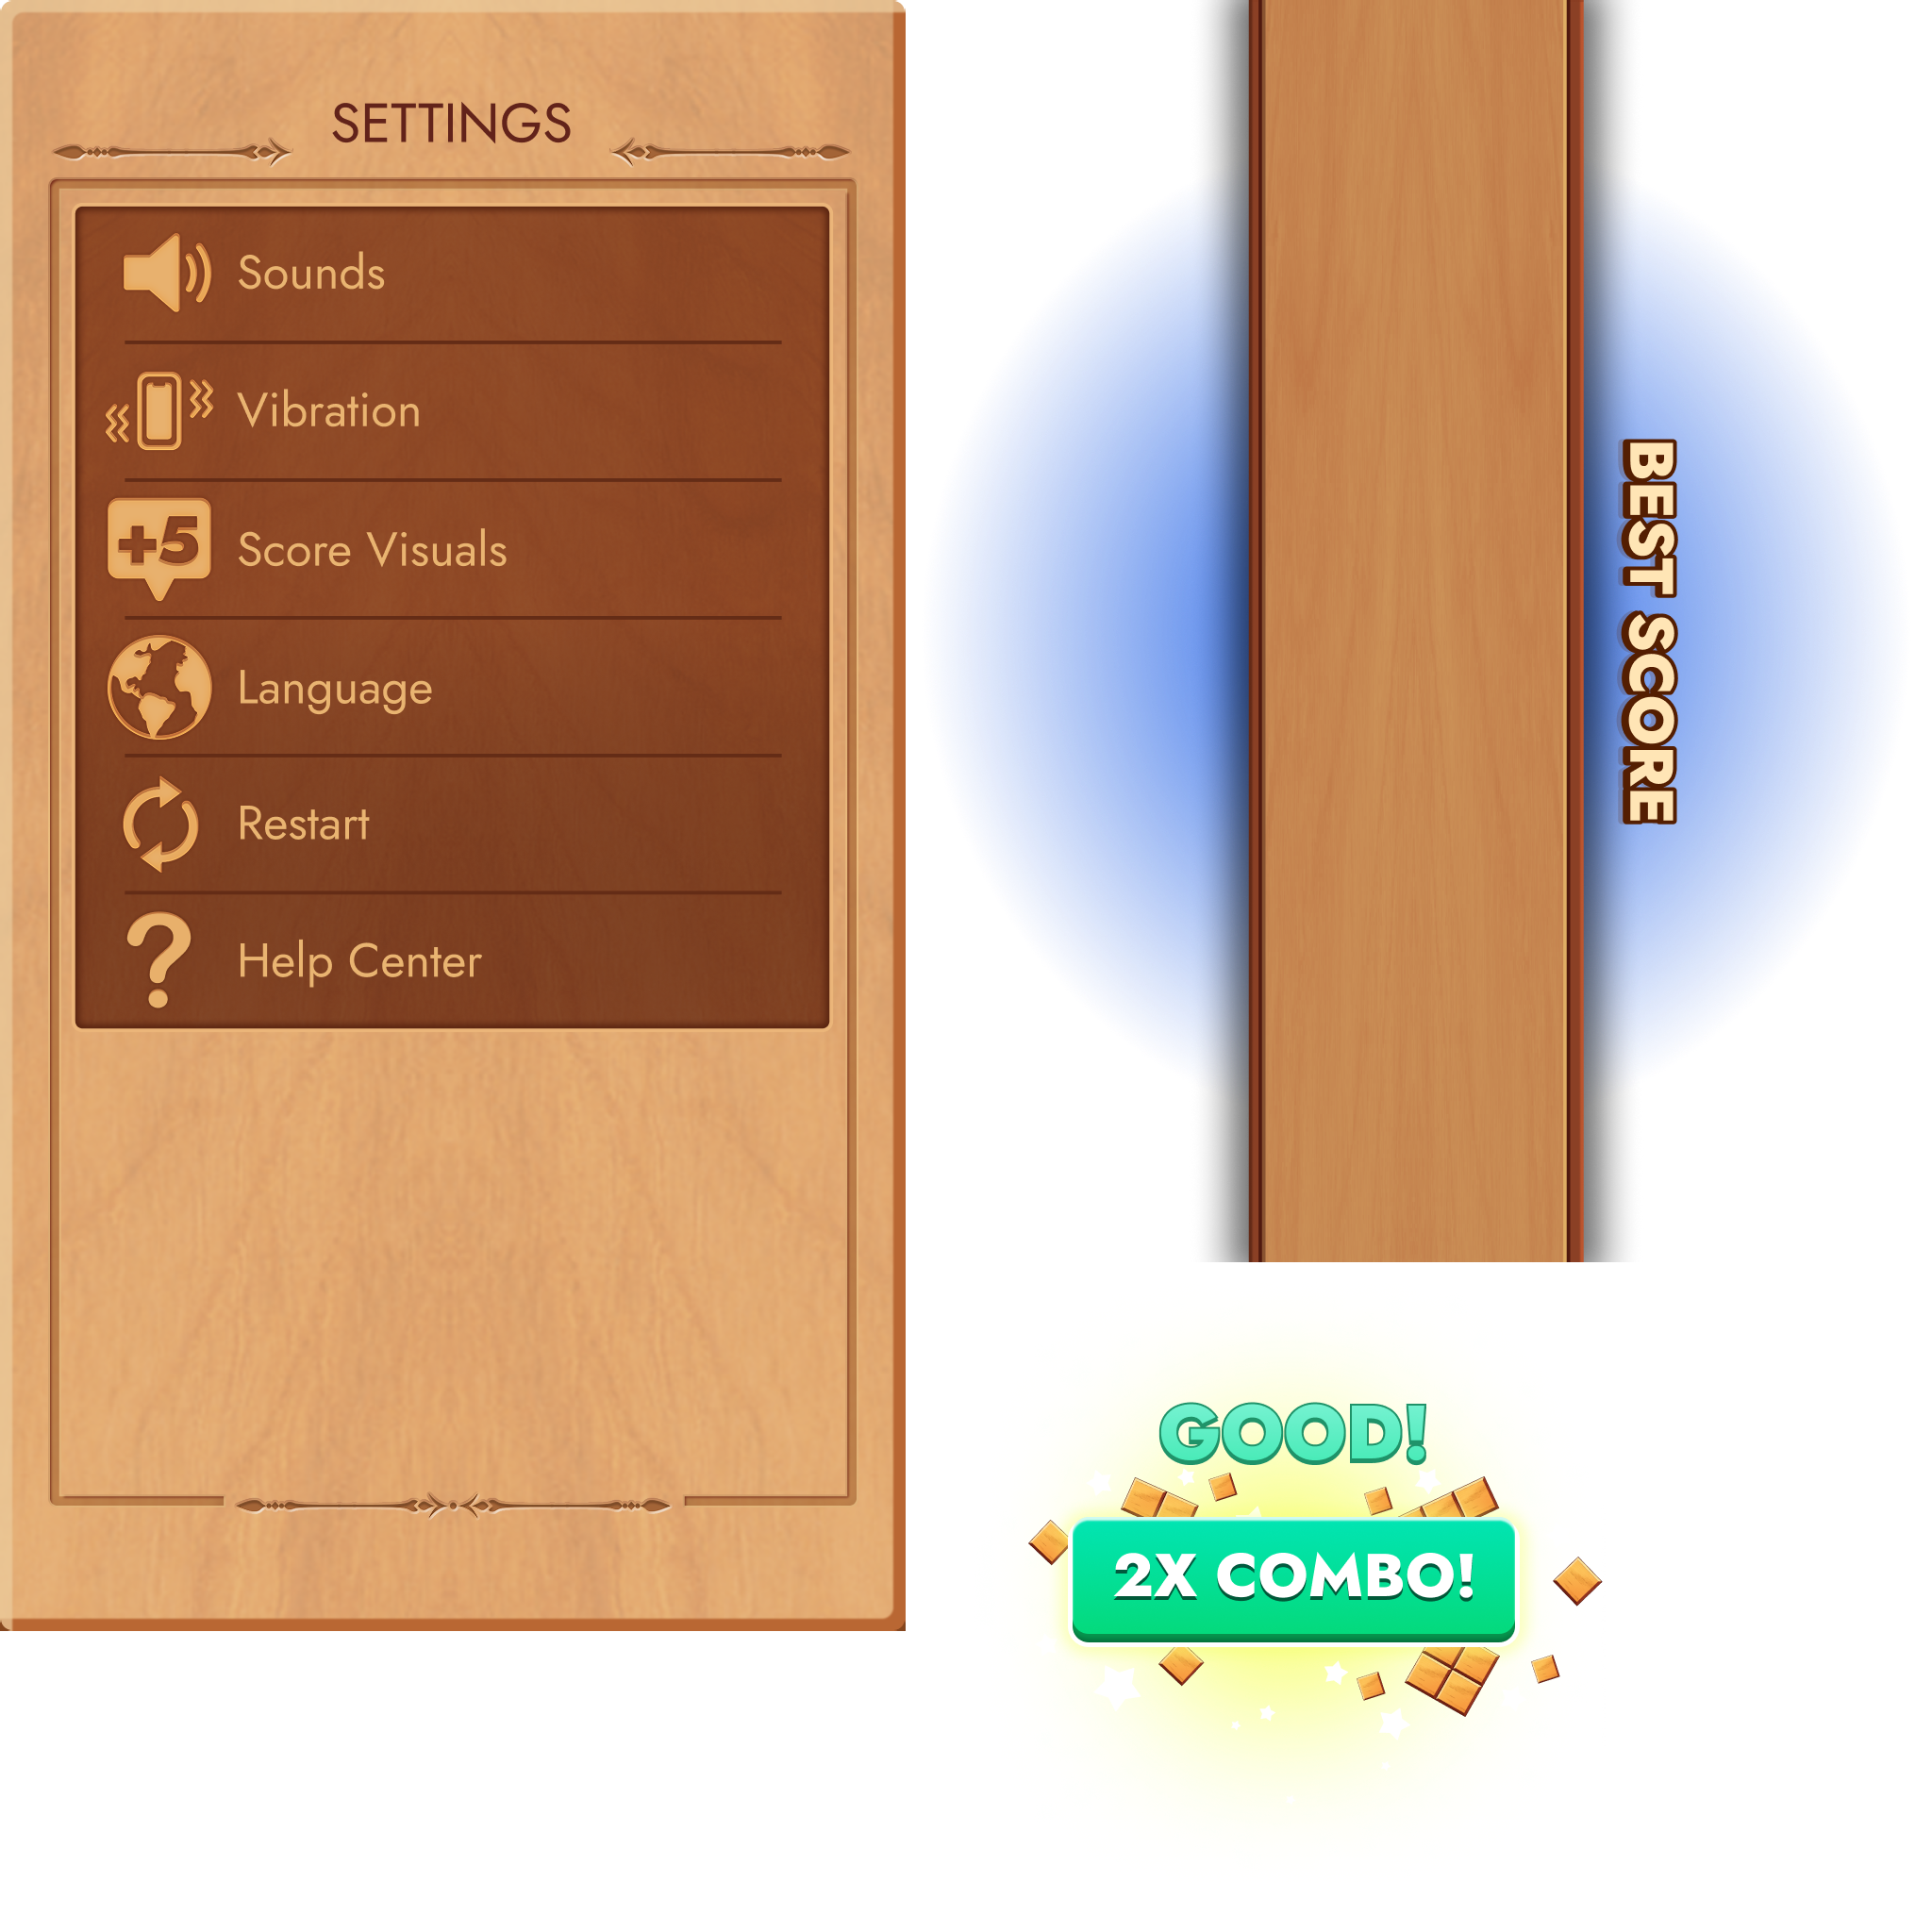 SETTINGS
Sounds
Vibration
+5
Score Visuals
Language
Restart
Help Center
BEST SCORE
GOOD!
2X COMBO!